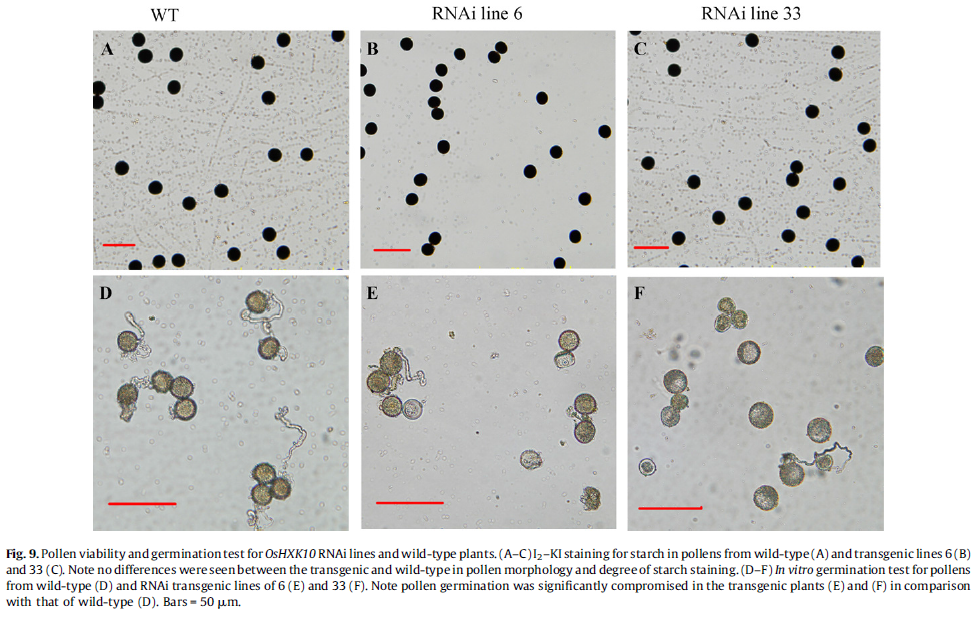 WT
RNAi line 6
RNAi line 33
A
B
C
D
E
F
Fig. 9. Pollen viability and germination test for OsHXK10 RNAi lines and wild-type plants. (A–C) I₂–KI staining for starch in pollens from wild-type (A) and transgenic lines 6 (B)
and 33 (C). Note no differences were seen between the transgenic and wild-type in pollen morphology and degree of starch staining. (D–F) In vitro germination test for pollens
from wild-type (D) and RNAi transgenic lines of 6 (E) and 33 (F). Note pollen germination was significantly compromised in the transgenic plants (E) and (F) in comparison
with that of wild-type (D). Bars = 50 μm.